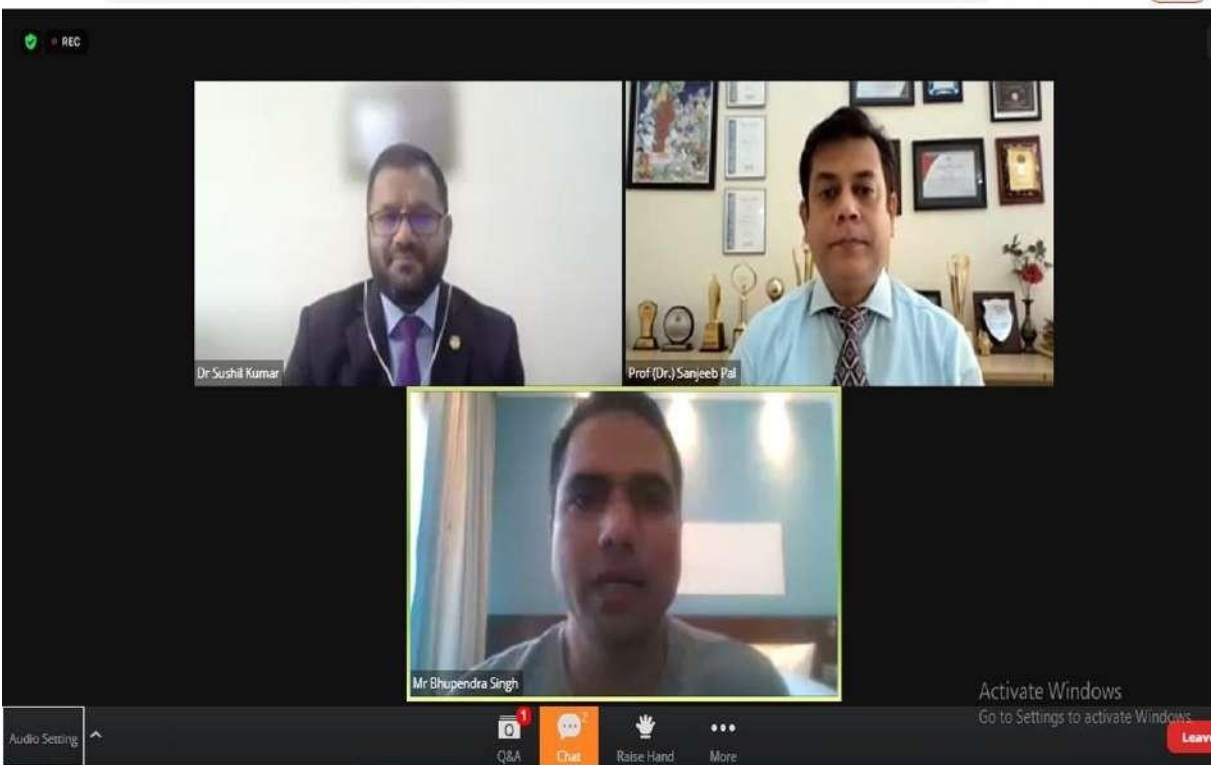 REC
Dr Sushil Kumar
Prof (Dr.) Sanjeeb Pal
Mr Bhupendra Singh
Activate Windows
Go to Settings to activate Windows.
Audio Setting
1
Q
2
Q&A
Chat
Raise Hand
More
Leave